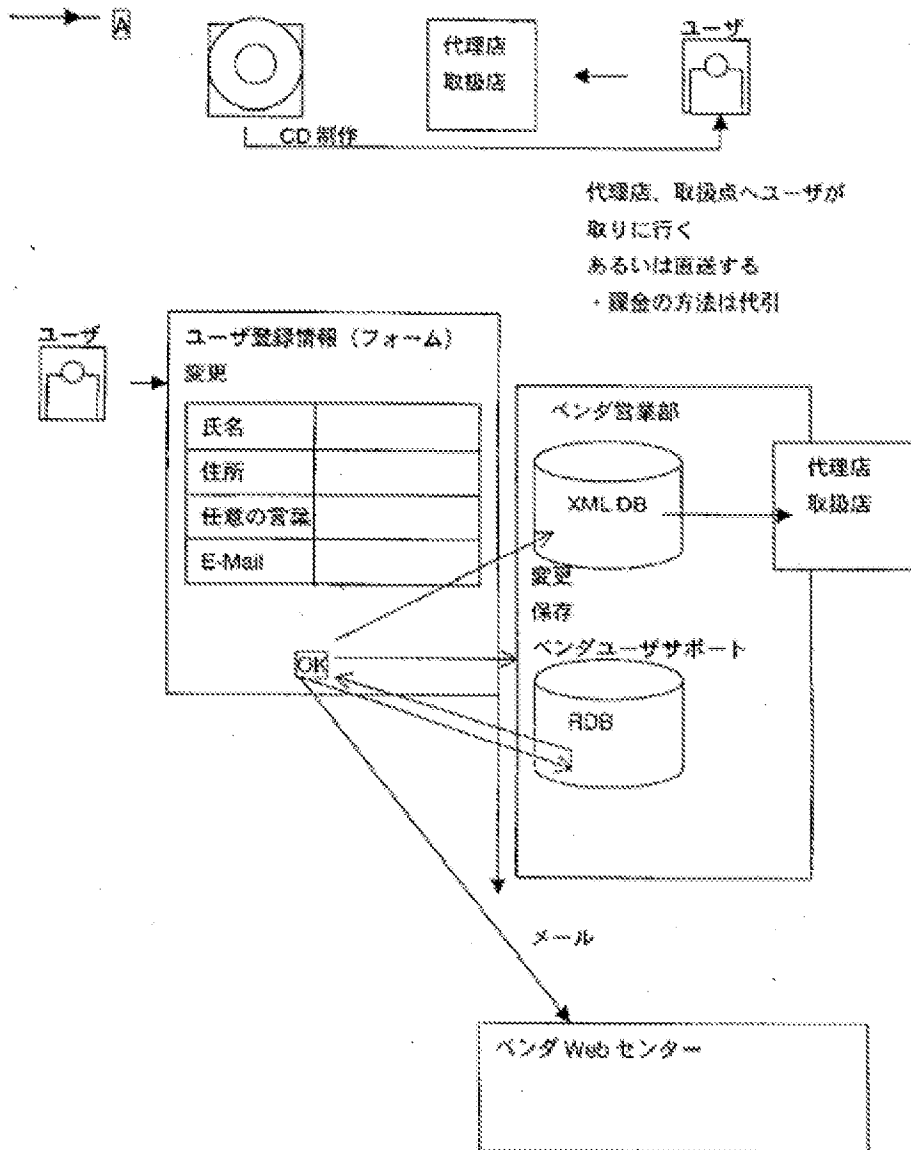 A
代理店
取扱店
ユーザ
CD 制作
代理店、取扱点へユーザが
取りに行く
あるいは直送する
・課金の方法は代引
ユーザ
ユーザ登録情報（フォーム）
変更
氏名
住所
任意の言葉
E-Mail
OK
ベンダ営業部
XML DB
代理店
取扱店
変更
保存
ベンダユーザサポート
RDB
メール
ベンダ Web センター